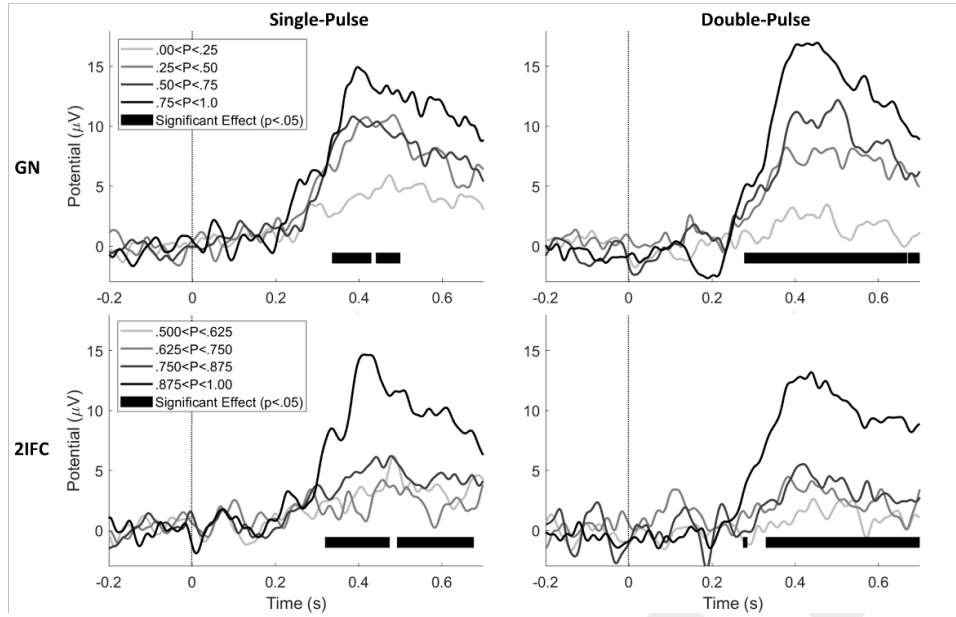 Single-Pulse
Double-Pulse
.00<P<.25
.25<P<.50
.50<P<.75
.75<P<1.0
Significant Effect (p<.05)
GN
Potential (μV)
15
10
5
0
-0.2 0 0.2 0.4 0.6
15
10
5
0
-0.2 0 0.2 0.4 0.6
.500<P<.625
.625<P<.750
.750<P<.875
.875<P<1.00
Significant Effect (p<.05)
2IFC
Potential (μV)
15
10
5
0
-0.2 0 0.2 0.4 0.6
Time (s)
15
10
5
0
-0.2 0 0.2 0.4 0.6
Time (s)